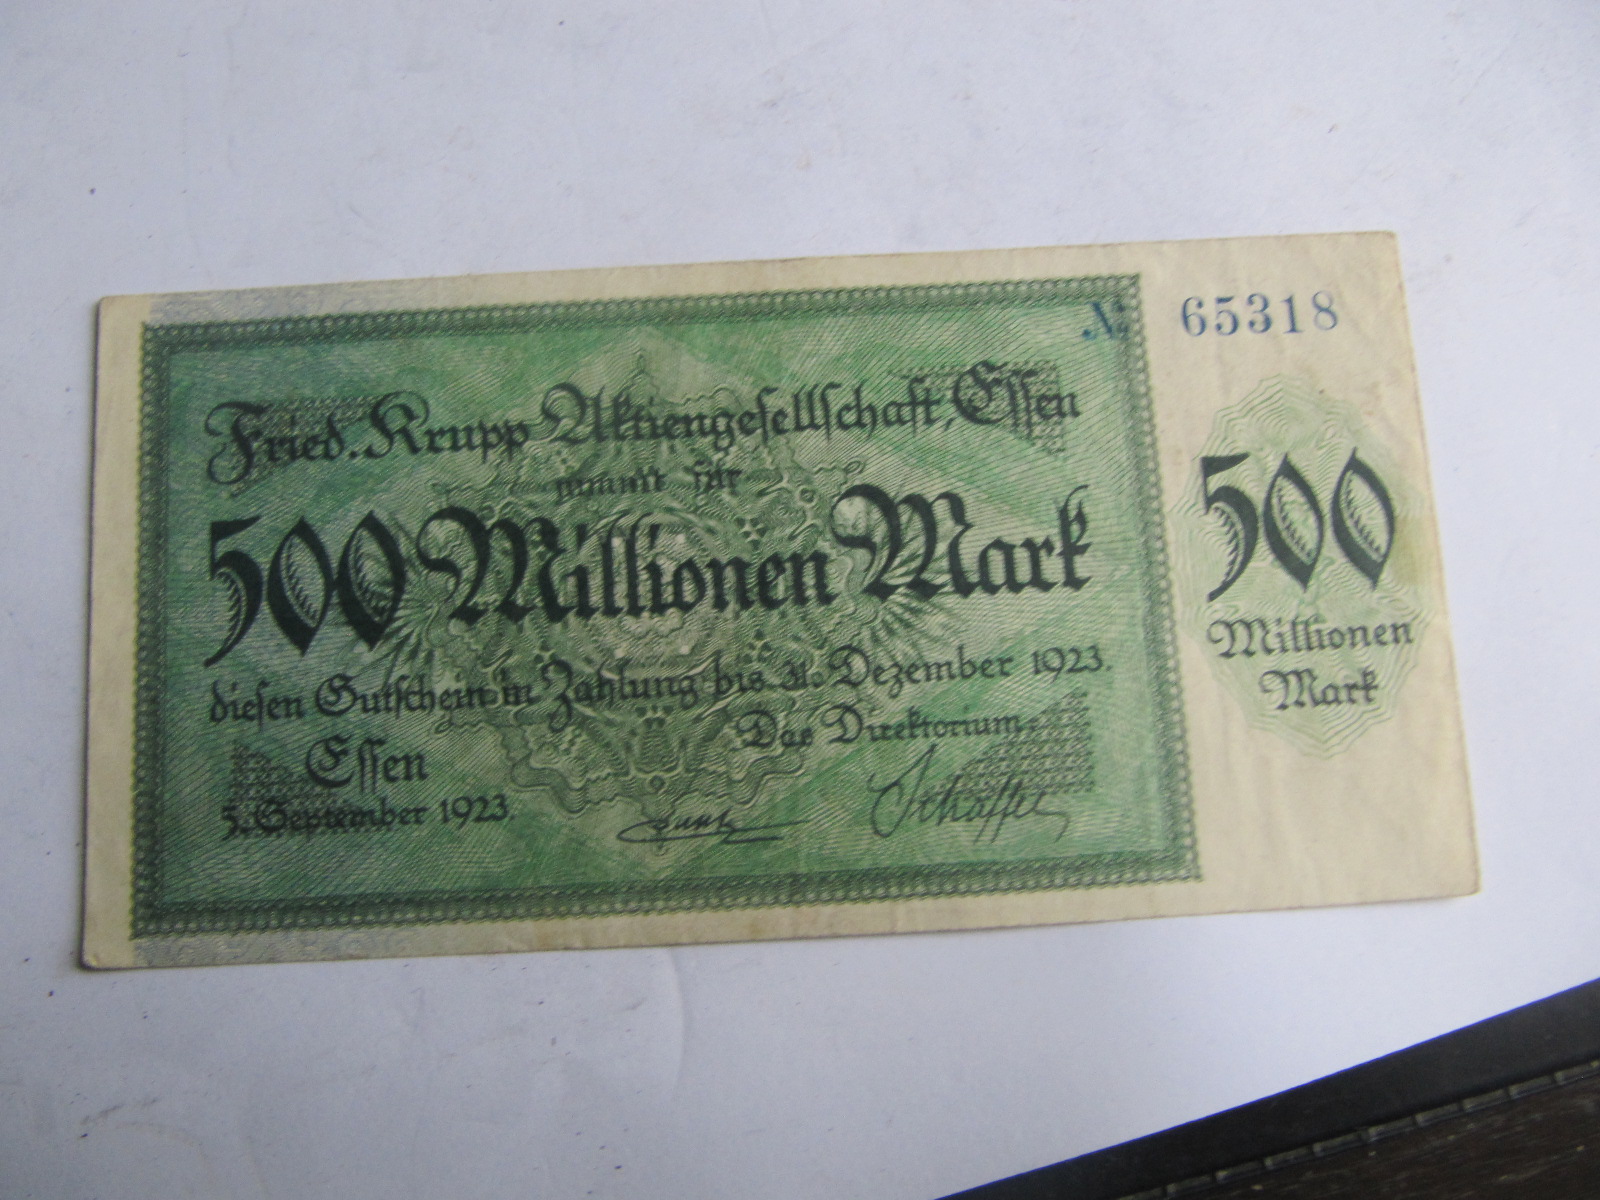 № 65318
Fried. Krupp Aktiengesellschaft, Essen
nimmt für
500 Millionen Mark
diesen Gutschein in Zahlung bis 31. Dezember 1923.
Das Direktorium.
Essen
5. September 1923.
500
Millionen
Mark